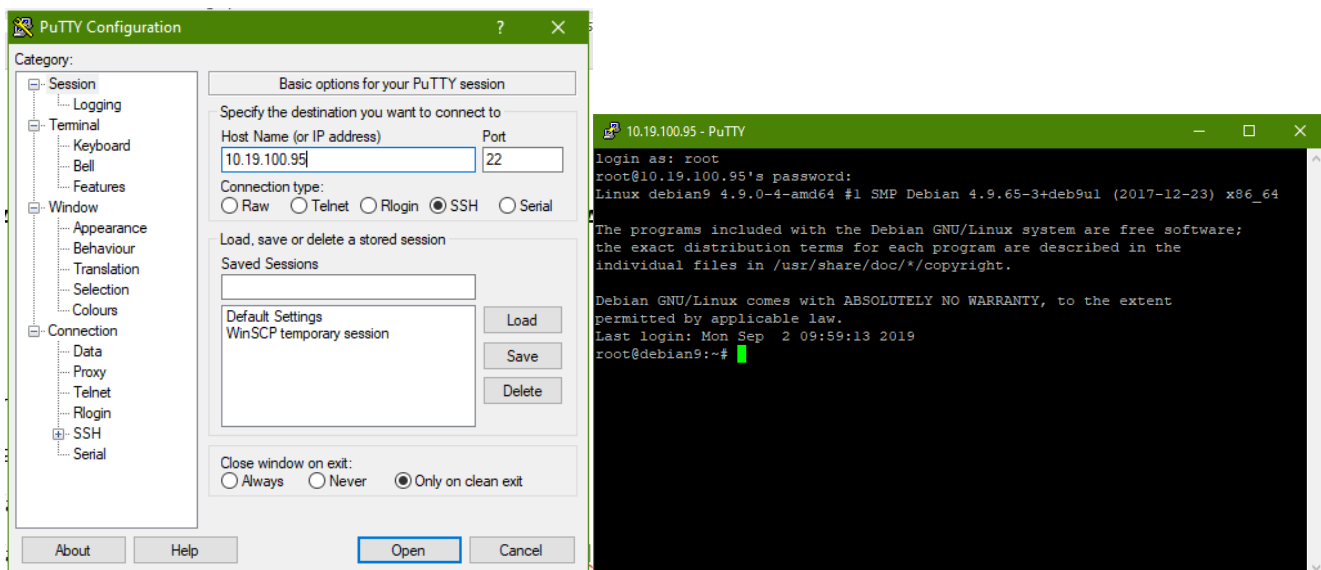 PuTTY Configuration
?
Category:
Session
Logging
Terminal
Keyboard
Bell
Features
Window
Appearance
Behaviour
Translation
Selection
Colours
Connection
Data
Proxy
Telnet
Rlogin
SSH
Serial
Basic options for your PuTTY session
Specify the destination you want to connect to
Host Name (or IP address) Port
10.19.100.95 22
Connection type:
Raw Telnet Rlogin SSH Serial
Load, save or delete a stored session
Saved Sessions
Default Settings
WinSCP temporary session
Load
Save
Delete
Close window on exit:
Always Never Only on clean exit
About Help Open Cancel
10.19.100.95 - PuTTY
login as: root
root@10.19.100.95's password:
Linux debian9 4.9.0-4-amd64 #1 SMP Debian 4.9.65-3+deb9u1 (2017-12-23) x86_64
The programs included with the Debian GNU/Linux system are free software;
the exact distribution terms for each program are described in the
individual files in /usr/share/doc/*/copyright.
Debian GNU/Linux comes with ABSOLUTELY NO WARRANTY, to the extent
permitted by applicable law.
Last login: Mon Sep  2 09:59:13 2019
root@debian9:~#